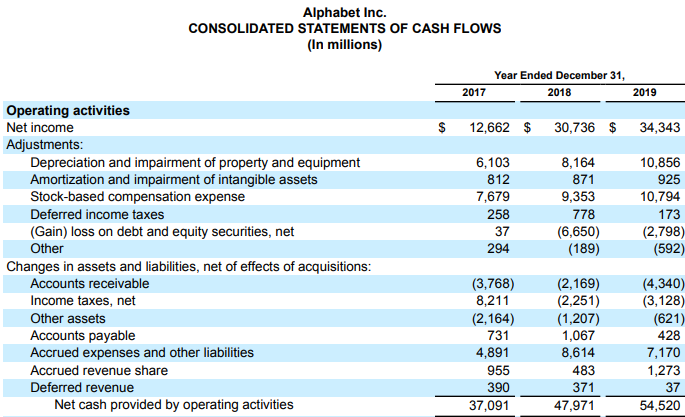 Alphabet Inc.
CONSOLIDATED STATEMENTS OF CASH FLOWS
(In millions)
Year Ended December 31,
2017 2018 2019
Operating activities
Net income $ 12,662 $ 30,736 $ 34,343
Adjustments:
Depreciation and impairment of property and equipment 6,103 8,164 10,856
Amortization and impairment of intangible assets 812 871 925
Stock-based compensation expense 7,679 9,353 10,794
Deferred income taxes 258 778 173
(Gain) loss on debt and equity securities, net 37 (6,650) (2,798)
Other 294 (189) (592)
Changes in assets and liabilities, net of effects of acquisitions:
Accounts receivable (3,768) (2,169) (4,340)
Income taxes, net 8,211 (2,251) (3,128)
Other assets (2,164) (1,207) (621)
Accounts payable 731 1,067 428
Accrued expenses and other liabilities 4,891 8,614 7,170
Accrued revenue share 955 483 1,273
Deferred revenue 390 371 37
Net cash provided by operating activities 37,091 47,971 54,520